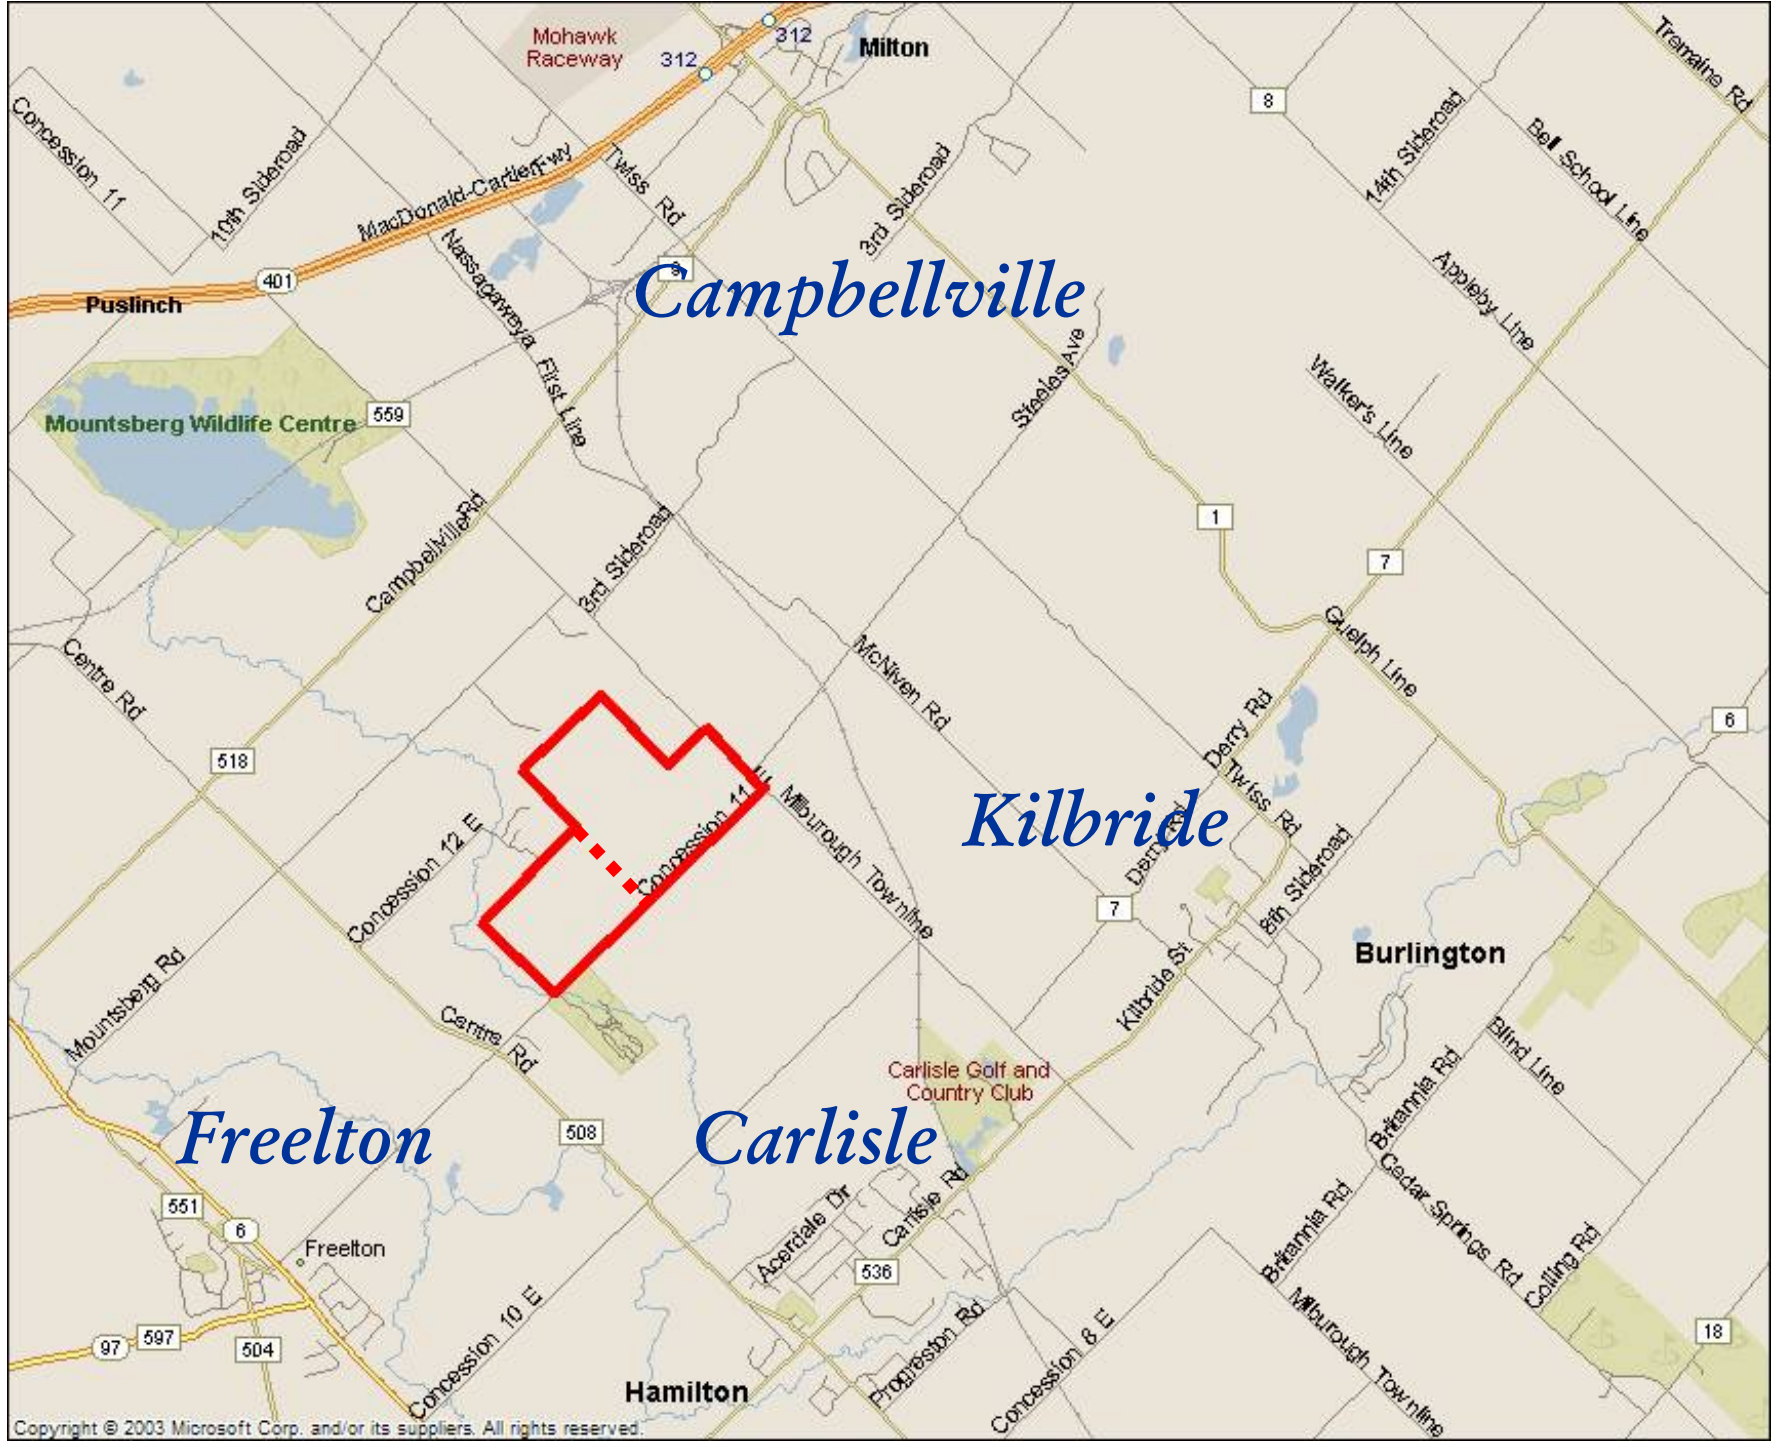 Mohawk
Raceway
312
312
Milton
Tremaine Rd
8
Concession 11
10th Sideroad
MacDonald-Cartier Fwy
Twiss Rd
3rd Sideroad
14th Sideroad
Bell School Line
401
Puslinch
Nassagaweya First Line
9
Campbellville
Appleby Line
Steeles Ave
Walker's Line
Mountsberg Wildlife Centre
559
Campbellville Rd
3rd Sideroad
1
7
Centre Rd
McNiven Rd
Guelph Line
Derry Rd
6
518
Concession 11 E
Milburough Townline
Kilbride
Twiss Rd
Derry Rd
Concession 12 E
7
8th Sideroad
Burlington
Mountsberg Rd
Kilbride St
Centre Rd
Carlisle Golf and
Country Club
Britannia Rd
Blind Line
Freelton
508
Carlisle
551
6
Freelton
Acerdale Dr
Carlisle Rd
536
Britannia Rd
Cedar Springs Rd
Colling Rd
97
597
504
Concession 10 E
Progreston Rd
Concession 8 E
Milburough Townline
18
Hamilton
Copyright © 2003 Microsoft Corp. and/or its suppliers. All rights reserved.